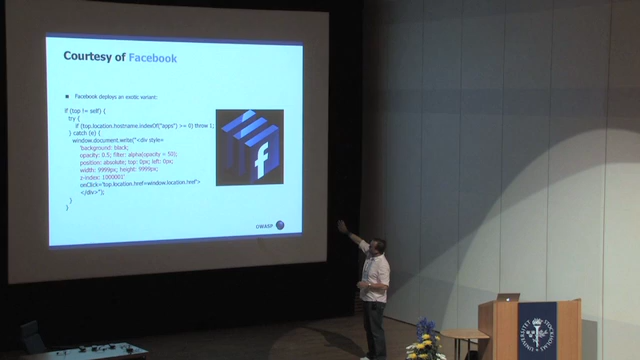 Courtesy of Facebook
Facebook deploys an exotic variant:
if (top != self) {
try {
if (top.location.hostname.indexOf("apps") >= 0) throw 1;
} catch (e) {
window.document.write("<div style=
'background: black;
opacity: 0.5; filter: alpha(opacity = 50);
position: absolute; top: 0px; left: 0px;
width: 9999px; height: 9999px;
z-index: 1000001'
onClick='top.location.href=window.location.href'>
</div>");
}
}
f
OWASP